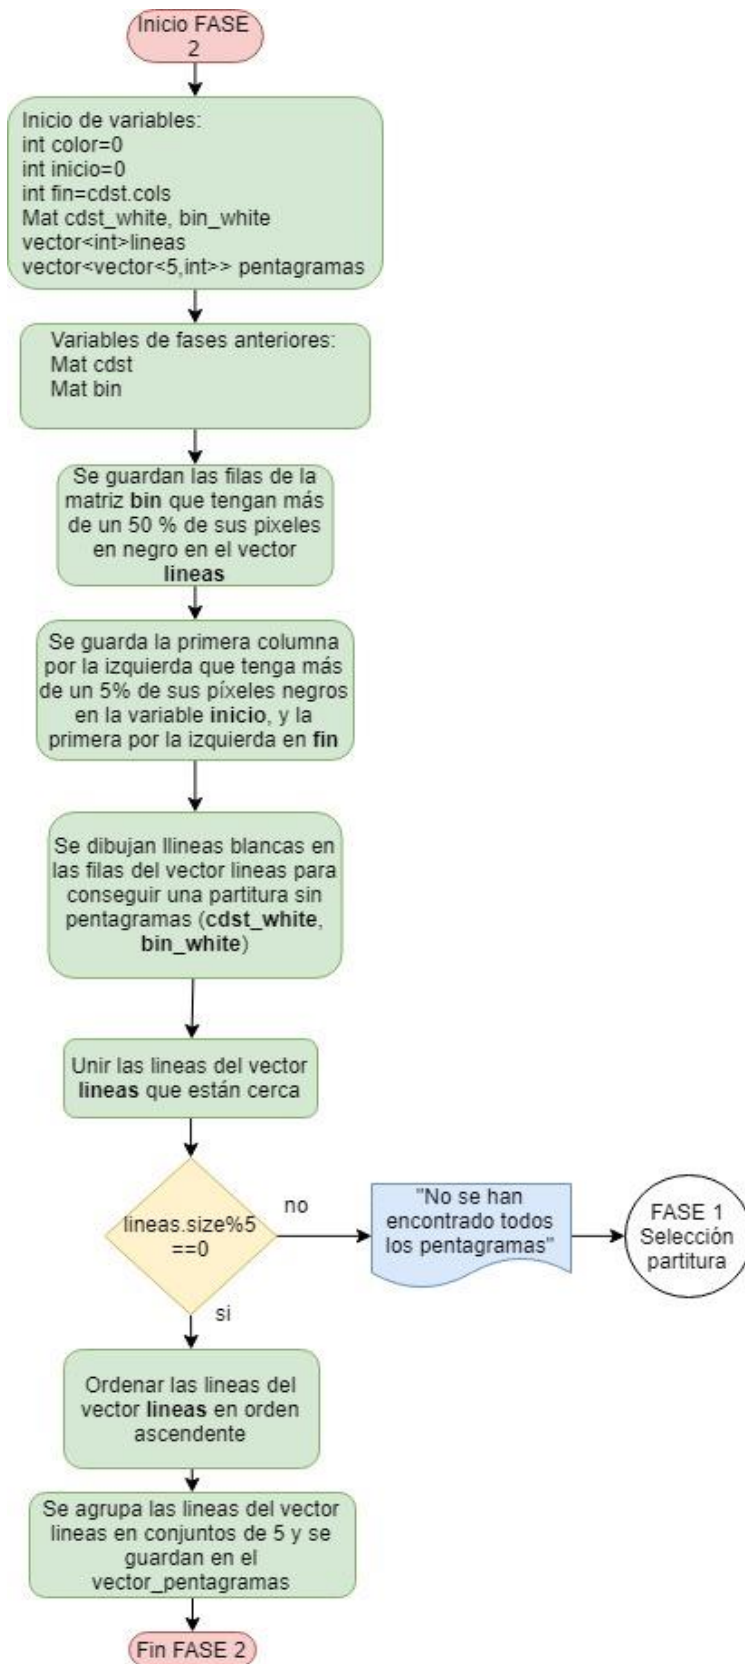 Inicio FASE
2
Inicio de variables:
int color=0
int inicio=0
int fin=cdst.cols
Mat cdst_white, bin_white
vector<int>lineas
vector<vector<5,int>> pentagramas
Variables de fases anteriores:
Mat cdst
Mat bin
Se guardan las filas de la
matriz bin que tengan más
de un 50 % de sus pixeles
en negro en el vector
lineas
Se guarda la primera columna
por la izquierda que tenga más
de un 5% de sus píxeles negros
en la variable inicio, y la
primera por la izquierda en fin
Se dibujan llineas blancas en
las filas del vector lineas para
conseguir una partitura sin
pentagramas (cdst_white,
bin_white)
Unir las lineas del vector
lineas que están cerca
lineas.size%5
==0
no
"No se han
encontrado todos
los pentagramas"
FASE 1
Selección
partitura
si
Ordenar las lineas del
vector lineas en orden
ascendente
Se agrupa las lineas del vector
lineas en conjuntos de 5 y se
guardan en el
vector_pentagramas
Fin FASE 2